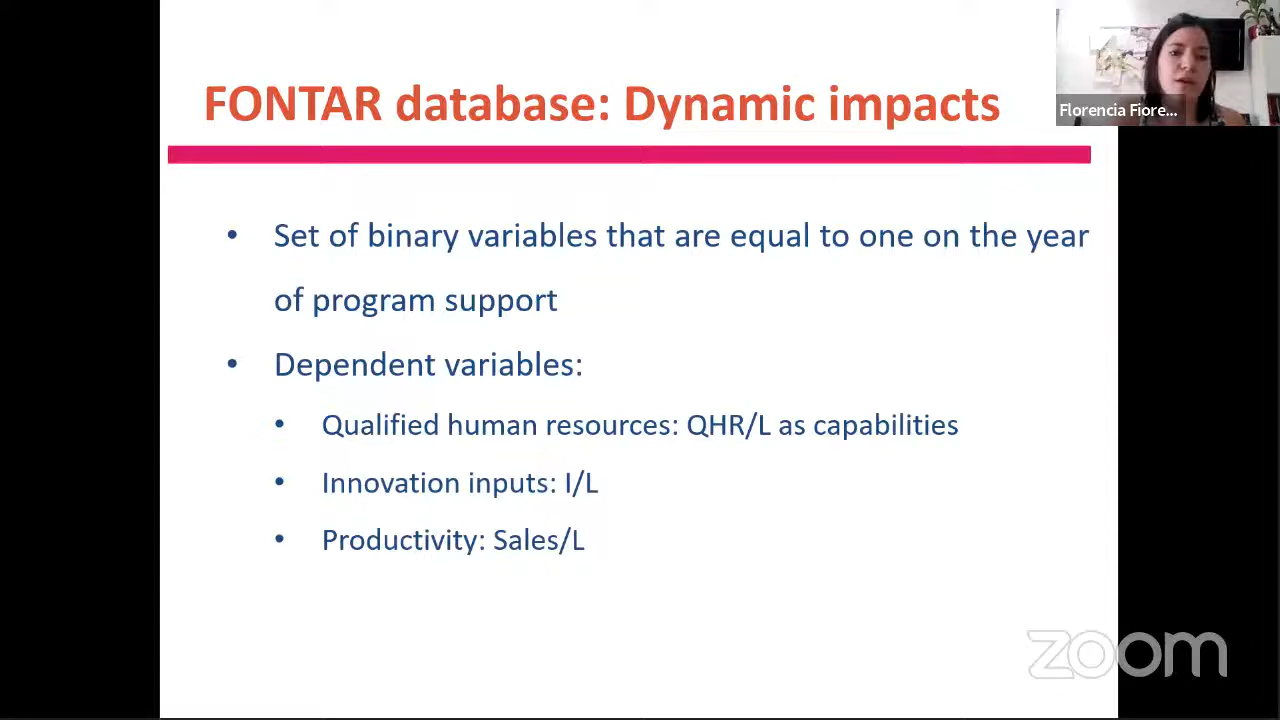 FONTAR database: Dynamic impacts
Florencia Fiore...
• Set of binary variables that are equal to one on the year
of program support
• Dependent variables:
• Qualified human resources: QHR/L as capabilities
• Innovation inputs: I/L
• Productivity: Sales/L
zoom